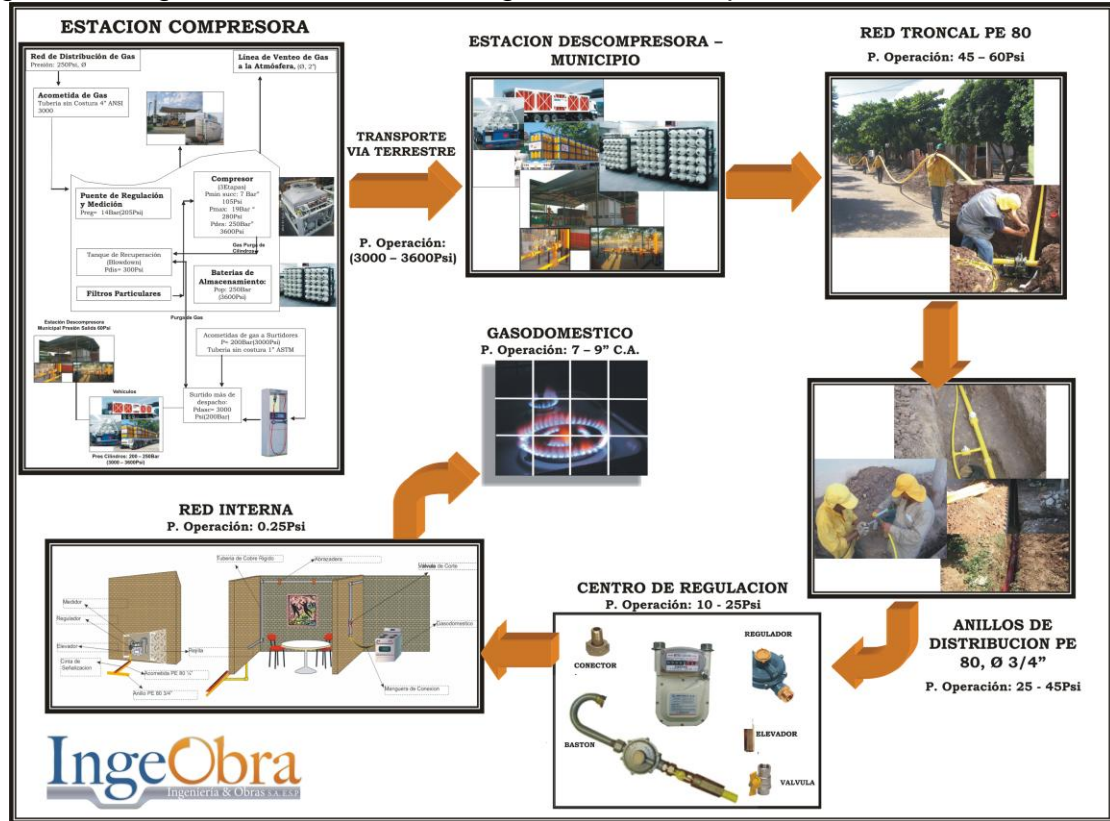 ESTACION COMPRESORA
Red de Distribución de Gas
Presión: 250Psi, Ø
Línea de Venteo de Gas
a la Atmósfera, (Ø, 2")
Acometida de Gas
Tubería sin Costura 4" ANSI
3000
Puente de Regulación
y Medición
Preg= 14Bar(205Psi)
Compresor
(3Etapas)
Pmin succ: 7 Bar"
105Psi
Pmax: 19Bar "
280Psi
Pdes: 250Bar"
3600Psi
Gas Purga de
Cilindros
Tanque de Recuperación
(Blowdown)
Pdis= 300Psi
Filtros Particulares
Baterías de
Almacenamiento:
Pop: 250Bar
(3600Psi)
Purga de Gas
Estación Descompresora
Municipal Presión Salida 60Psi
Acometidas de gas a Surtidores
P= 200Bar(3000Psi)
Tubería sin costura 1" ASTM
Vehículos
Surtido más de
despacho:
3000
Psi(200Bar)
Pres Cilindros: 200 – 250Bar
(3000 – 3600Psi)
TRANSPORTE
VIA TERRESTRE
P. Operación:
(3000 – 3600Psi)
ESTACION DESCOMPRESORA –
MUNICIPIO
RED TRONCAL PE 80
P. Operación: 45 – 60Psi
ANILLOS DE
DISTRIBUCION PE
80, Ø 3/4"
P. Operación: 25 - 45Psi
CENTRO DE REGULACION
P. Operación: 10 - 25Psi
CONECTOR
REGULADOR
BASTON
ELEVADOR
VALVULA
RED INTERNA
P. Operación: 0.25Psi
Tubería de Cobre Rígido
Abrazadera
Válvula de Corte
Medidor
Regulador
Elevador
Cinta de
Señalizacion
Rejilla
Acometida PE 80 ½"
Anillo PE 80 3/4"
Gasodomestico
Manguera de Conexion
GASODOMESTICO
P. Operación: 7 – 9" C.A.
IngeObra
Ingeniería & Obras S.A. E.S.P.